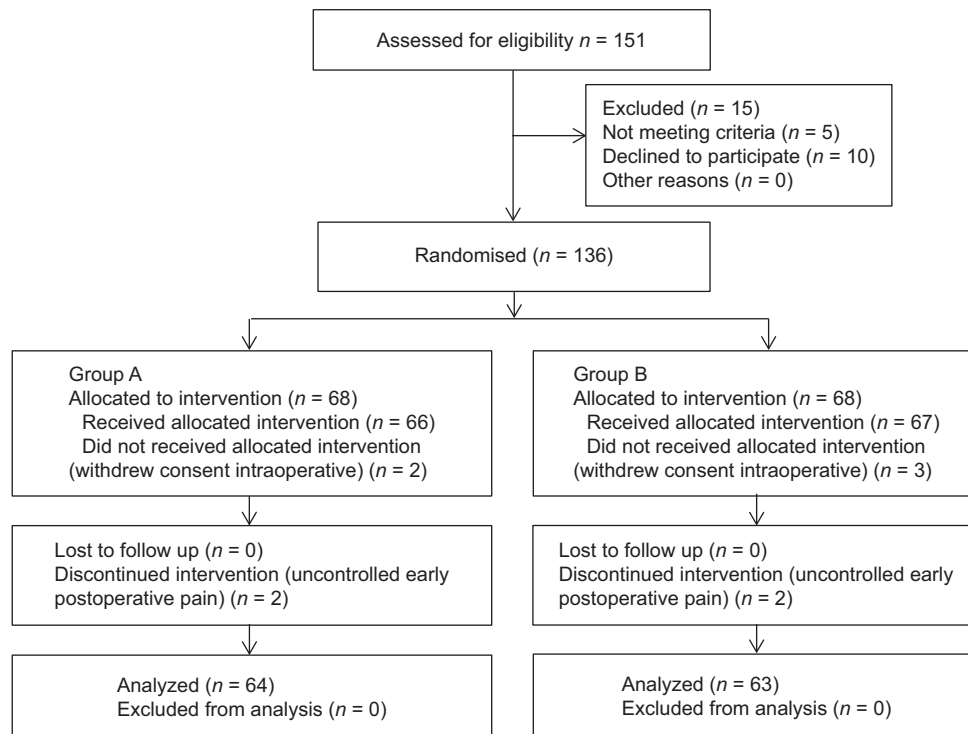 Assessed for eligibility n = 151
Excluded (n = 15)
Not meeting criteria (n = 5)
Declined to participate (n = 10)
Other reasons (n = 0)
Randomised (n = 136)
Group A
Allocated to intervention (n = 68)
Received allocated intervention (n = 66)
Did not received allocated intervention
(withdrew consent intraoperative) (n = 2)
Group B
Allocated to intervention (n = 68)
Received allocated intervention (n = 67)
Did not received allocated intervention
(withdrew consent intraoperative) (n = 3)
Lost to follow up (n = 0)
Discontinued intervention (uncontrolled early
postoperative pain) (n = 2)
Lost to follow up (n = 0)
Discontinued intervention (uncontrolled early
postoperative pain) (n = 2)
Analyzed (n = 64)
Excluded from analysis (n = 0)
Analyzed (n = 63)
Excluded from analysis (n = 0)